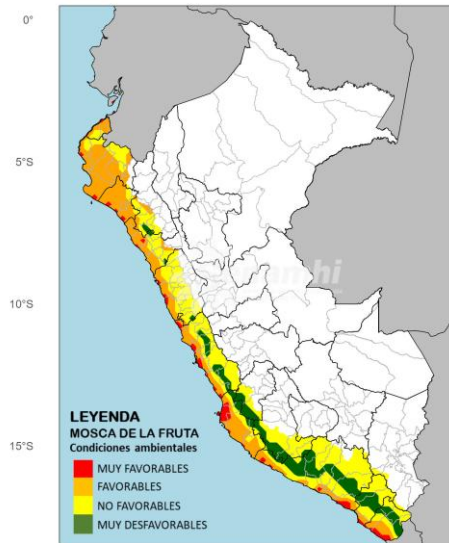 0°
5°S
10°S
15°S
LEYENDA
MOSCA DE LA FRUTA
Condiciones ambientales
MUY FAVORABLES
FAVORABLES
NO FAVORABLES
MUY DESFAVORABLES